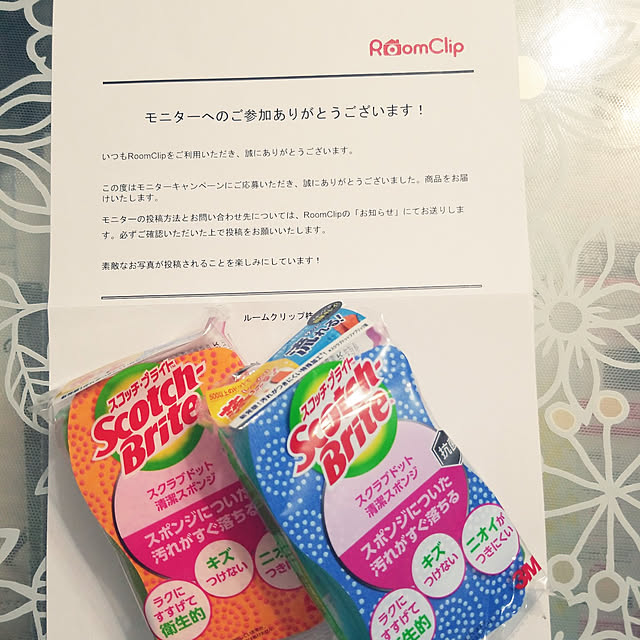 RoomClip
モニターへのご参加ありがとうございます！
いつもRoomClipをご利用いただき、誠にありがとうございます。
この度はモニターキャンペーンにご応募いただき、誠にありがとうございました。商品をお届
けいたします。
モニターの投稿方法とお問い合わせ先については、RoomClipの「お知らせ」にてお送りしま
す。必ずご確認いただいた上で投稿をお願いいたします。
素敵なお写真が投稿されることを楽しみにしています！
ルームクリップ株
スコッチ・ブライト
Scotch-
Brite
スクラブドット
清潔スポンジ
スポンジについた
汚れがすぐ落ちる
キズ
つけない
ラクに
すすげて
衛生的
流れる！
スコッチ・ブライト
Scotch-
Brite
抗菌
スクラブドット
清潔スポンジ
スポンジについた
汚れがすぐ落ちる
キズ
つけない
ニオイが
つきにくい
ラクに
すすげて
衛生的
3M